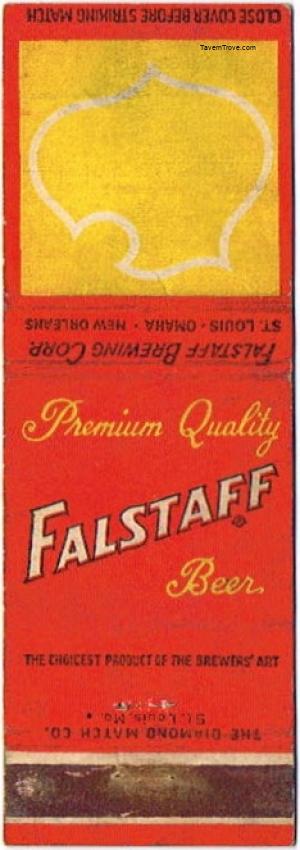 CLOSE COVER BEFORE STRIKING MATCH
TavernTrove.com
ST. LOUIS · OMAHA · NEW ORLEANS
FALSTAFF BREWING CORP.
Premium Quality
FALSTAFF®
Beer
THE CHOICEST PRODUCT OF THE BREWERS' ART
THE DIAMOND MATCH CO.
St. Louis, Mo.